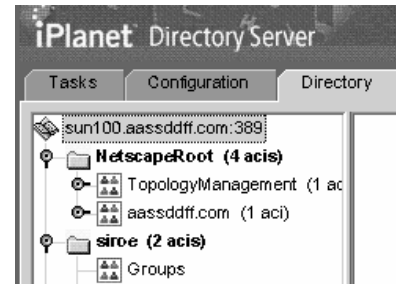 iPlanet Directory Server
Tasks Configuration Directory
sun100.aassddff.com:389
NetscapeRoot (4 acis)
TopologyManagement (1 ac
aassddff.com (1 aci)
siroe (2 acis)
Groups